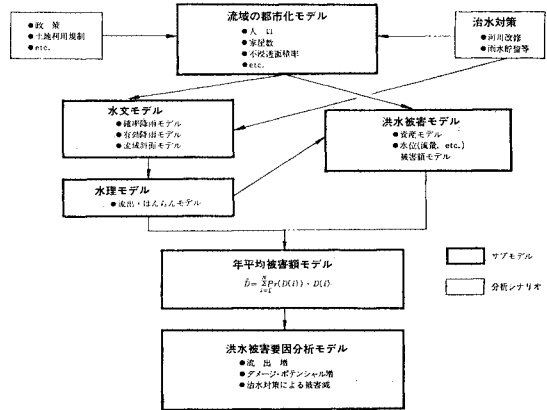 流域の都市化モデル
●人 口
●家屋数
●不浸透面積率
●etc.
●政 策
●土地利用規制
●etc.
治水対策
●河川改修
●雨水貯留等
水文モデル
●確率降雨モデル
●有効降雨モデル
●流域斜面モデル
洪水被害モデル
●資産モデル
●水位(流量, etc.)
被害額モデル
水理モデル
●流出・はんらんモデル
年平均被害額モデル
D̄= Σ Pr(D(i))・D(i)
サブモデル
分析シナリオ
洪水被害要因分析モデル
●流 出 増
●ダメージ・ポテンシャル増
●治水対策による被害減